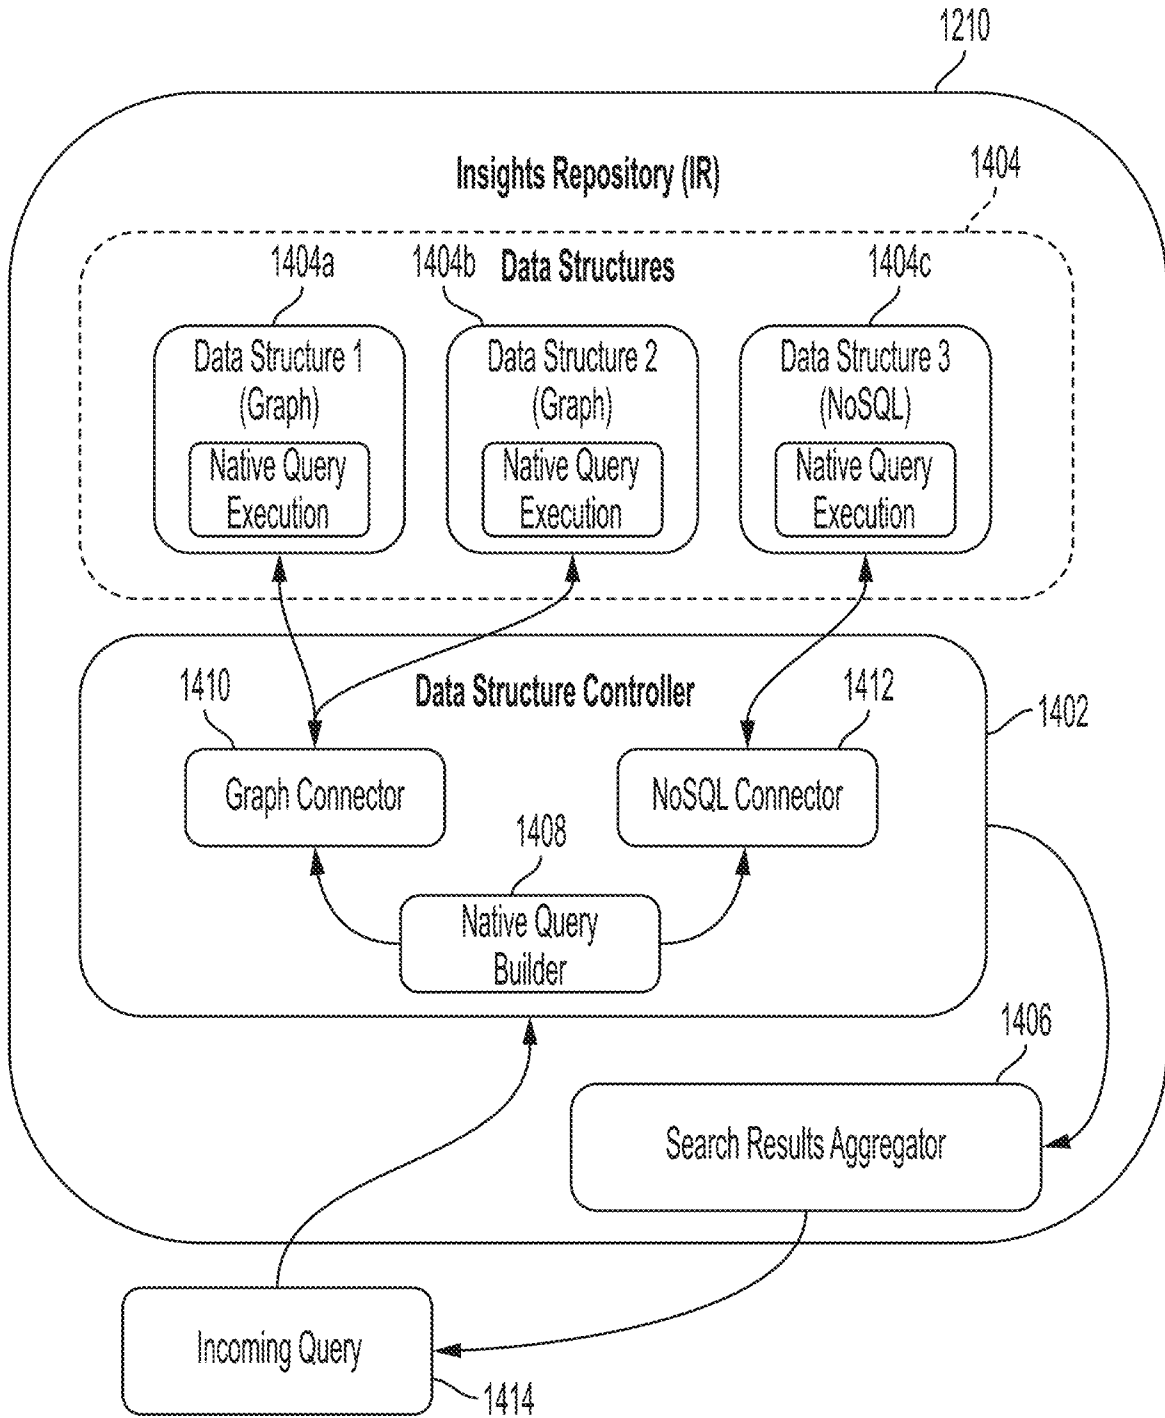 1210
Insights Repository (IR)
1404
1404a
1404b
1404c
Data Structures
Data Structure 1
(Graph)
Native Query
Execution
Data Structure 2
(Graph)
Native Query
Execution
Data Structure 3
(NoSQL)
Native Query
Execution
1410
Data Structure Controller
1412
1402
Graph Connector
NoSQL Connector
1408
Native Query
Builder
1406
Search Results Aggregator
Incoming Query
1414